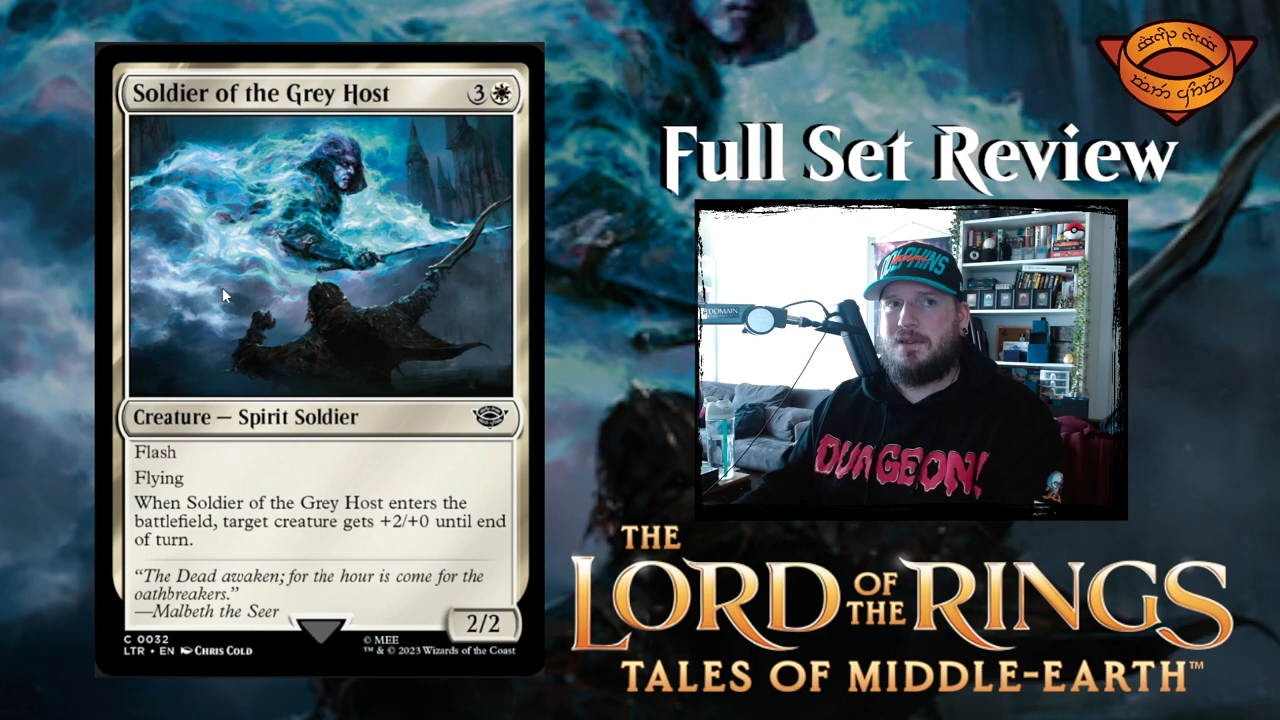 Soldier of the Grey Host
3
Creature — Spirit Soldier
Flash
Flying
When Soldier of the Grey Host enters the
battlefield, target creature gets +2/+0 until end
of turn.
“The Dead awaken; for the hour is come for the
oathbreakers.”
—Malbeth the Seer
2/2
C 0032
LTR • EN Chris Cold
© MEE
™ & © 2023 Wizards of the Coast
Full Set Review
DOLPHINS
DOMAIN
DUNGEON!
THE
LORD OF THE RINGS
TALES OF MIDDLE-EARTH™